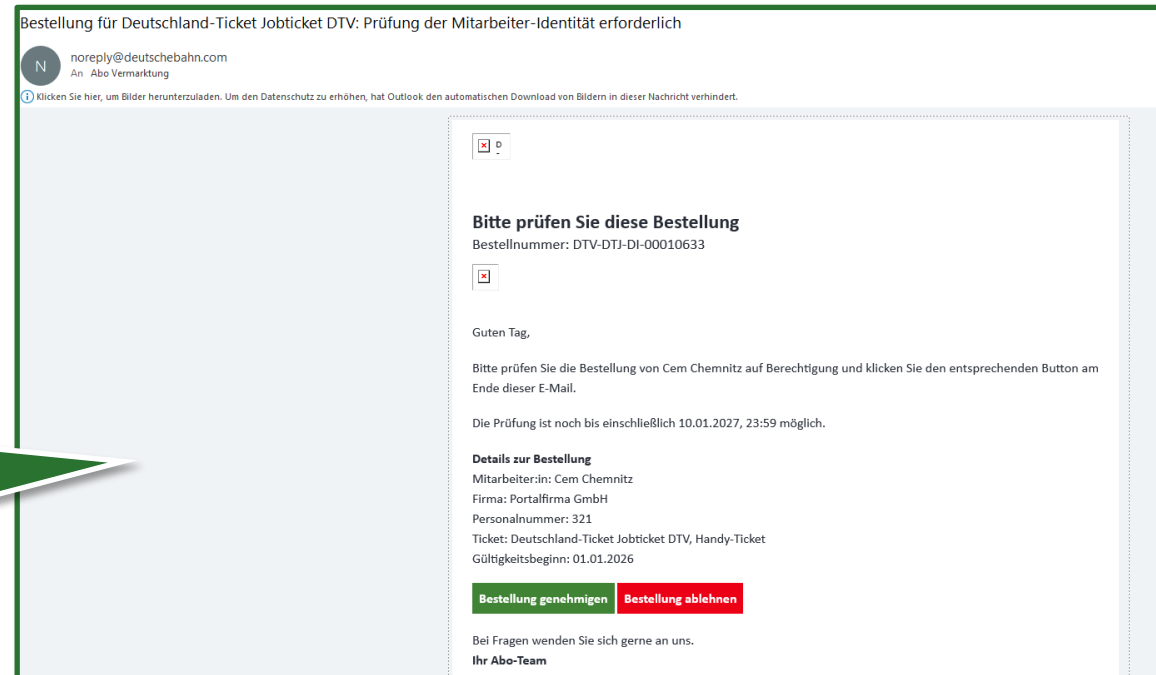 Bestellung für Deutschland-Ticket Jobticket DTV: Prüfung der Mitarbeiter-Identität erforderlich
N
noreply@deutschebahn.com
An Abo Vermarktung
Klicken Sie hier, um Bilder herunterzuladen. Um den Datenschutz zu erhöhen, hat Outlook den automatischen Download von Bildern in dieser Nachricht verhindert.
D
-
Bitte prüfen Sie diese Bestellung
Bestellnummer: DTV-DTJ-DI-00010633
Guten Tag,
Bitte prüfen Sie die Bestellung von Cem Chemnitz auf Berechtigung und klicken Sie den entsprechenden Button am
Ende dieser E-Mail.
Die Prüfung ist noch bis einschließlich 10.01.2027, 23:59 möglich.
Details zur Bestellung
Mitarbeiter:in: Cem Chemnitz
Firma: Portalfirma GmbH
Personalnummer: 321
Ticket: Deutschland-Ticket Jobticket DTV, Handy-Ticket
Gültigkeitsbeginn: 01.01.2026
Bestellung genehmigen Bestellung ablehnen
Bei Fragen wenden Sie sich gerne an uns.
Ihr Abo-Team